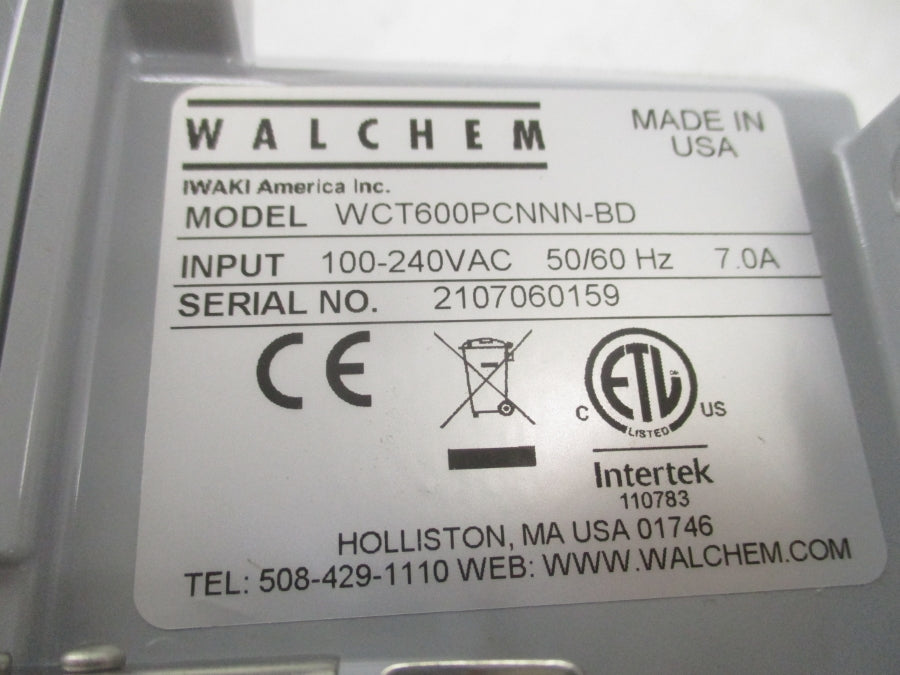 WALCHEM
MADE IN
USA
IWAKI America Inc.
MODEL WCT600PCNNN-BD
INPUT 100-240VAC 50/60 Hz 7.0A
SERIAL NO. 2107060159
CE
ETL
CM
LISTED
C US
Intertek
110783
HOLLISTON, MA USA 01746
TEL: 508-429-1110 WEB: WWW.WALCHEM.COM